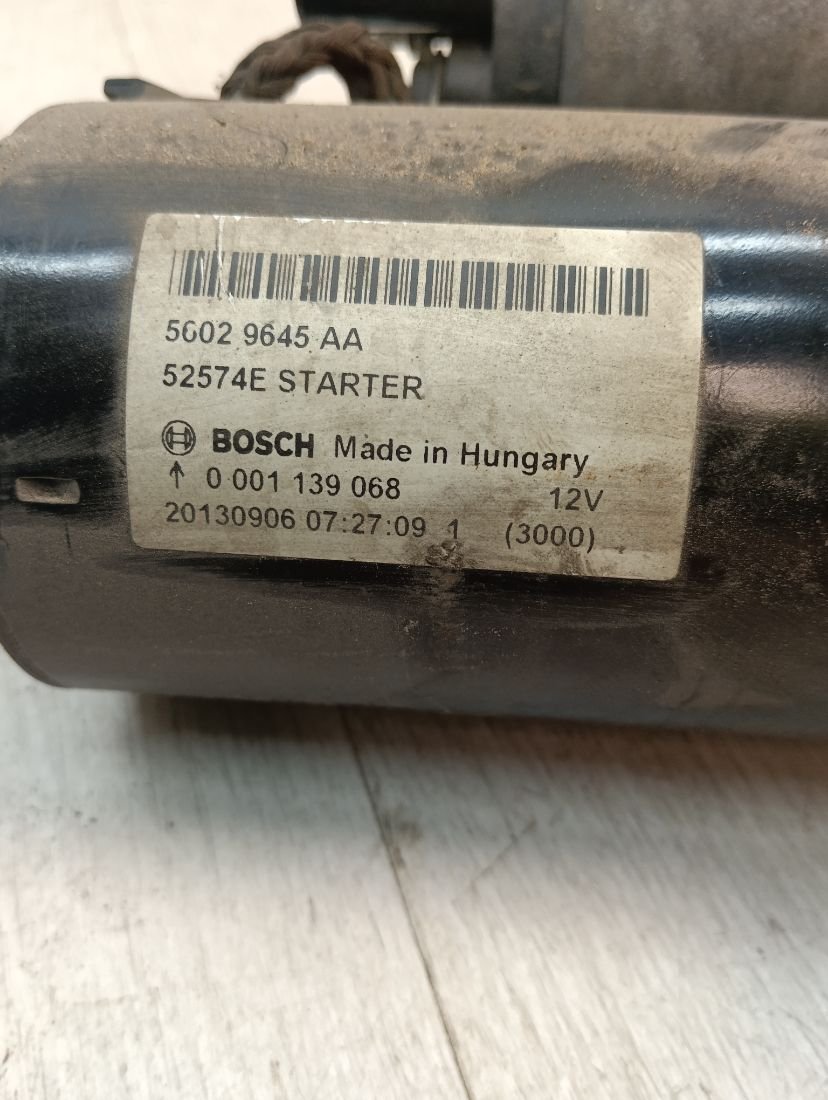 5602 9645 AA
52574E STARTER
BOSCH Made in Hungary
↑ 0 001 139 068 12V
20130906 07:27:09 1 (3000)